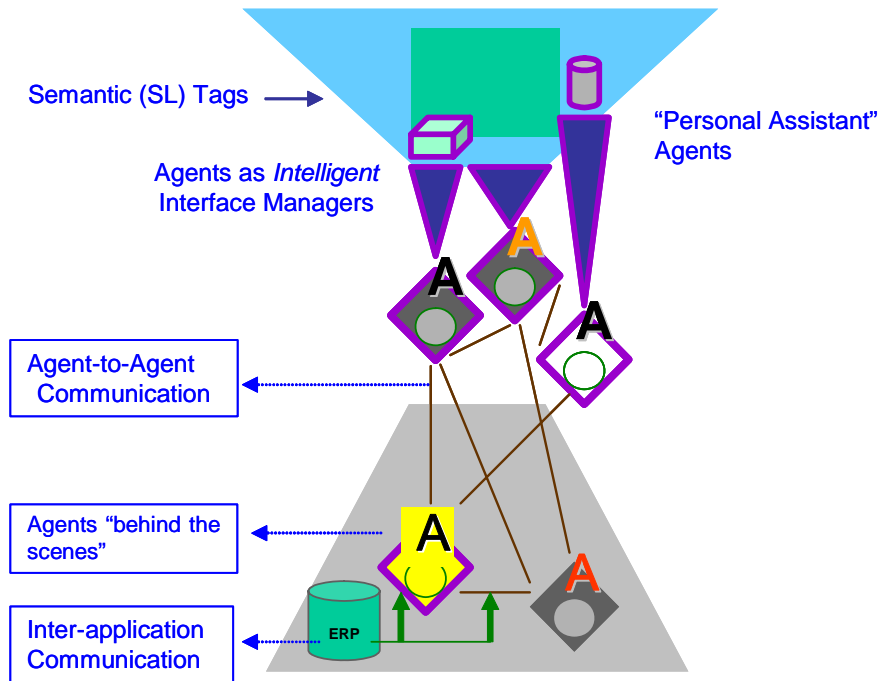 Semantic (SL) Tags
“Personal Assistant”
Agents
Agents as Intelligent
Interface Managers
A
A
A
Agent-to-Agent
Communication
Agents “behind the
scenes”
A
A
ERP
Inter-application
Communication